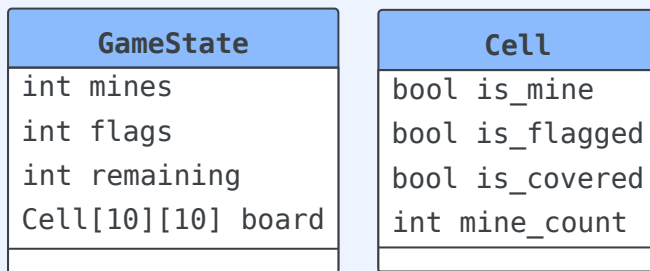 GameState
int mines
int flags
int remaining
Cell[10][10] board
Cell
bool is_mine
bool is_flagged
bool is_covered
int mine_count